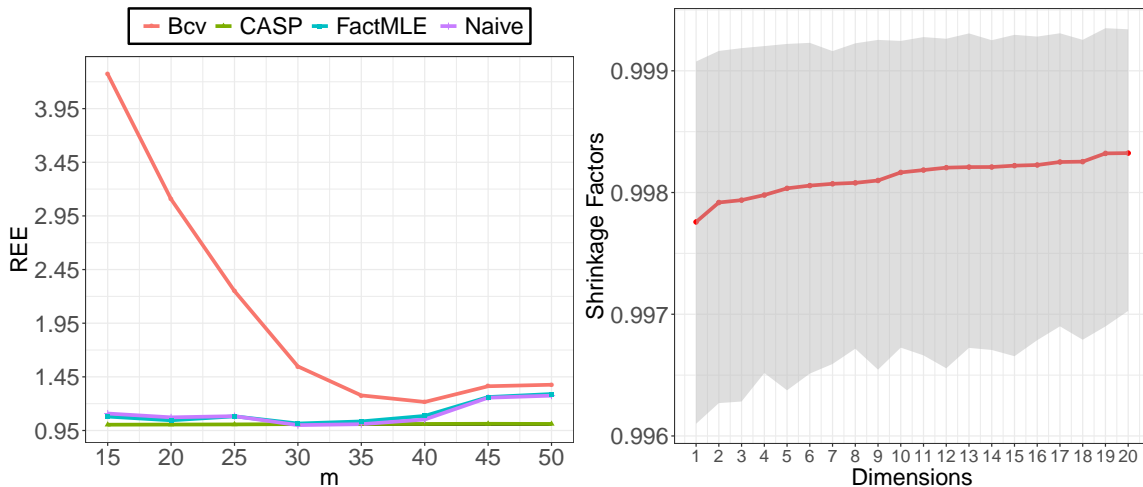 Bcv CASP FactMLE Naive
REE
3.95
3.45
2.95
2.45
1.95
1.45
0.95
15 20 25 30 35 40 45 50
m
Shrinkage Factors
0.999
0.998
0.997
0.996
1 2 3 4 5 6 7 8 9 10 11 12 13 14 15 16 17 18 19 20
Dimensions